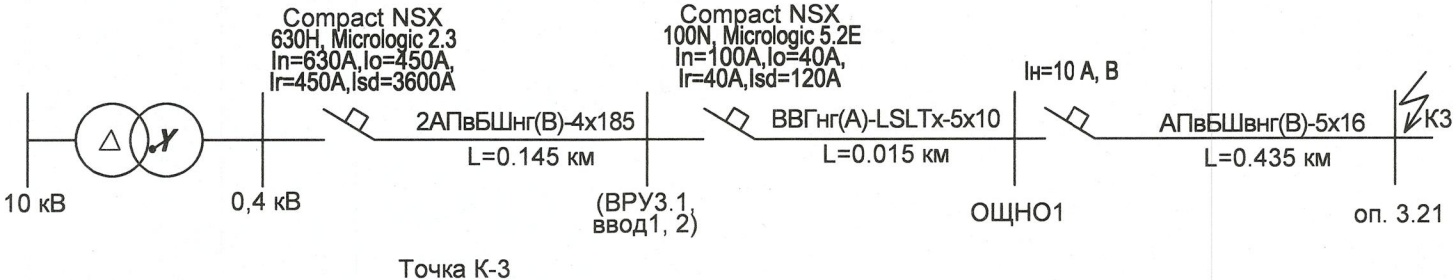 Compact NSX
630H, Micrologic 2.3
In=630A,Io=450A,
Ir=450A,Isd=3600A
Compact NSX
100N, Micrologic 5.2E
In=100A,Io=40A,
Ir=40A,Isd=120A
Iн=10 А, В
2АПвБШнг(В)-4х185
L=0.145 км
ВВГнг(А)-LSLTx-5х10
L=0.015 км
АПвБШвнг(В)-5х16
L=0.435 км
К3
10 кВ
0,4 кВ
(ВРУ3.1,
ввод1, 2)
ОЩНО1
оп. 3.21
Точка К-3